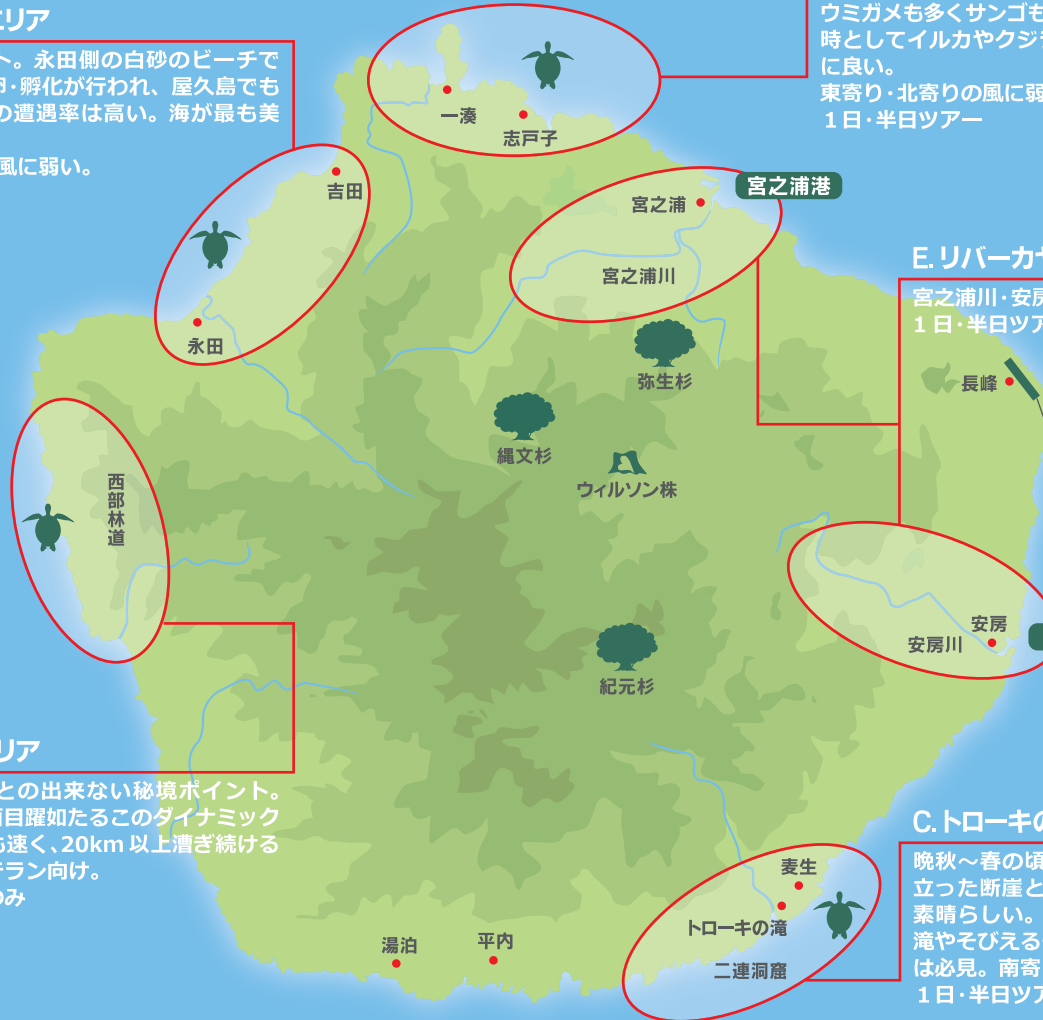 エリア
ト。永田側の白砂のビーチで
卵・孵化が行われ、屋久島でも
の遭遇率は高い。海が最も美
風に弱い。
ウミガメも多くサンゴも
時としてイルカやクジラ
に良い。
東寄り・北寄りの風に弱
1日・半日ツアー
一湊
志戸子
吉田
永田
宮之浦港
宮之浦
宮之浦川
E. リバーカヤ
宮之浦川・安房
1日・半日ツア
長峰
弥生杉
縄文杉
ウィルソン株
西部林道
安房
安房川
紀元杉
リア
との出来ない秘境ポイント。
面目躍如たるこのダイナミック
も速く、20km以上漕ぎ続ける
テラン向け。
のみ
C. トローキの
晩秋～春の頃
立った断崖と
素晴らしい。
滝やそびえる
は必見。南寄
1日・半日ツア
麦生
トローキの滝
二連洞窟
湯泊
平内